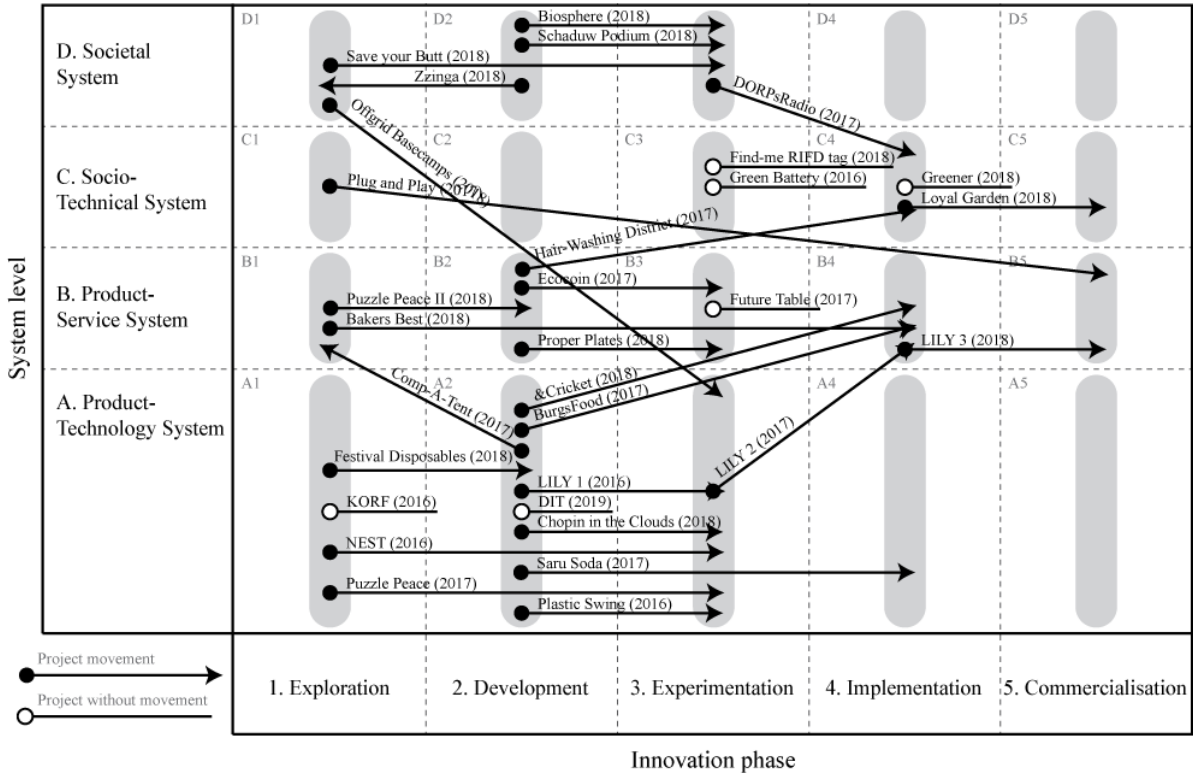 System level
D. Societal
System
C. Socio-
Technical System
B. Product-
Service System
A. Product-
Technology System
D1
D2
D4
D5
Biosphere (2018)
Schaduw Podium (2018)
Save your Butt (2018)
Zzinga (2018)
DORPsRadio (2017)
Offgrid Basecamps (2018)
C1
C2
C3
C4
C5
Find-me RIFD tag (2018)
Green Battery (2016)
Greener (2018)
Plug and Play
Loyal Garden (2018)
Hair-Washing District (2017)
B1
B2
B3
B4
B5
Ecocoin (2017)
Puzzle Peace II (2018)
Future Table (2017)
Bakers Best (2018)
Proper Plates (2018)
LILY 3 (2018)
A1
A2
A4
A5
Comp-A-Tent (2017)
&Cricket (2018)
BurgsFood (2017)
Festival Disposables (2018)
LILY 2 (2017)
LILY 1 (2016)
KORF (2016)
DIT (2019)
Chopin in the Clouds (2018)
NEST (2016)
Saru Soda (2017)
Puzzle Peace (2017)
Plastic Swing (2016)
Project movement
Project without movement
1. Exploration
2. Development
3. Experimentation
4. Implementation
5. Commercialisation
Innovation phase